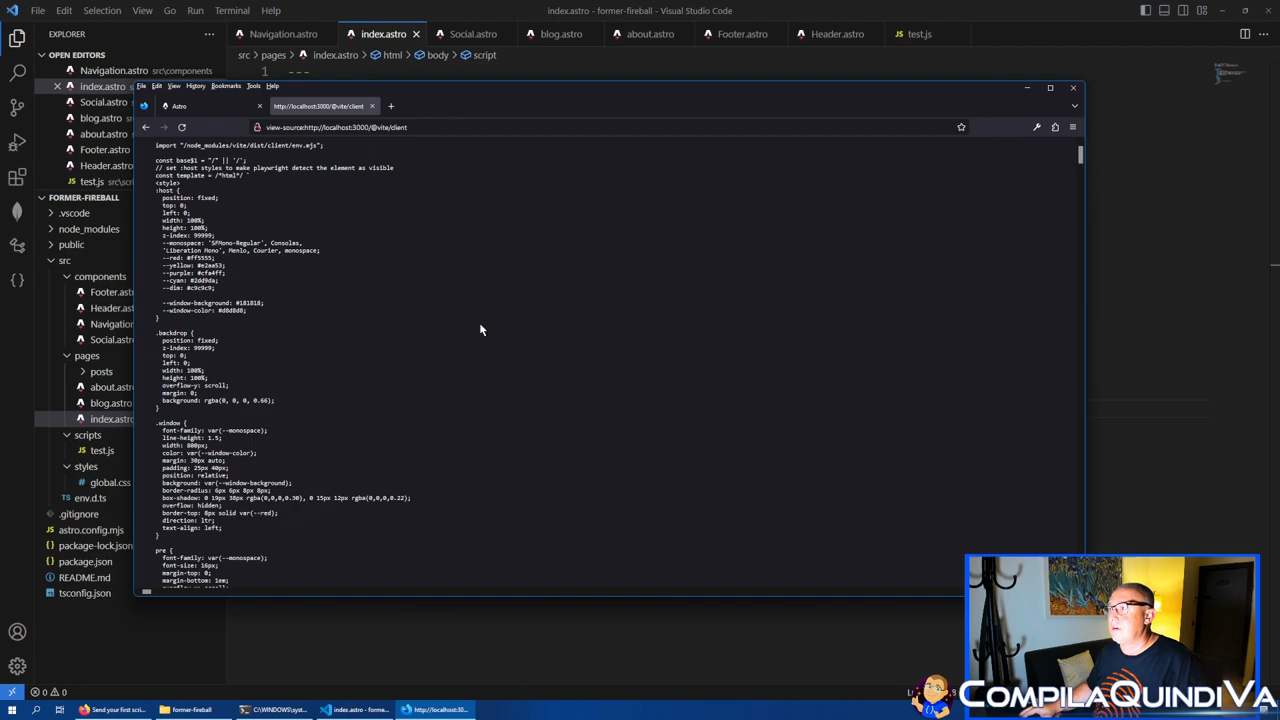 File Edit Selection View Go Run Terminal Help
index.astro - former-fireball - Visual Studio Code
EXPLORER
Navigation.astro
index.astro
Social.astro
blog.astro
about.astro
Footer.astro
Header.astro
test.js
OPEN EDITORS
src > pages > index.astro > html > body > script
1 ---
Navigation.astro src\components
index.astro
Social.astro
blog.astro
about.astro
Footer.astro
Header.astro
test.js
FORMER-FIREBALL
.vscode
node_modules
public
src
components
Footer.astr
Header.astr
Navigation
Social.astr
pages
posts
about.astro
blog.astro
index.astro
scripts
test.js
styles
global.css
env.d.ts
.gitignore
astro.config.mjs
package-lock.json
package.json
README.md
tsconfig.json
File Edit View History Bookmarks Tools Help
Astro
http://localhost:3000/@vite/client
view-source:http://localhost:3000/@vite/client
import "/node_modules/vite/dist/client/env.mjs";
const base$1 = "/" || '/';
// set :host styles to make playwright detect the element as visible
const template = /*html*/ `
<style>
:host {
position: fixed;
top: 0;
left: 0;
width: 100%;
height: 100%;
z-index: 99999;
--monospace: 'SFMono-Regular', Consolas,
'Liberation Mono', Menlo, Courier, monospace;
--red: #ff5555;
--yellow: #e2aa53;
--purple: #cfa4ff;
--cyan: #2dd9da;
--dim: #c9c9c9;
--window-background: #181818;
--window-color: #d8d8d8;
}
.backdrop {
position: fixed;
z-index: 99999;
top: 0;
left: 0;
width: 100%;
height: 100%;
overflow-y: scroll;
margin: 0;
background: rgba(0, 0, 0, 0.66);
}
.window {
font-family: var(--monospace);
line-height: 1.5;
width: 800px;
color: var(--window-color);
margin: 30px auto;
padding: 25px 40px;
position: relative;
background: var(--window-background);
border-radius: 6px 6px 8px 8px;
box-shadow: 0 19px 38px rgba(0,0,0,0.30), 0 15px 12px rgba(0,0,0,0.22);
overflow: hidden;
border-top: 8px solid var(--red);
direction: ltr;
text-align: left;
}
pre {
font-family: var(--monospace);
font-size: 16px;
margin-top: 0;
margin-bottom: 1em;
0 0
Send your first scri...
former-fireball
C:\WINDOWS\syst...
index.astro - forme...
http://localhost:30...
COMPILAQUINDIVA